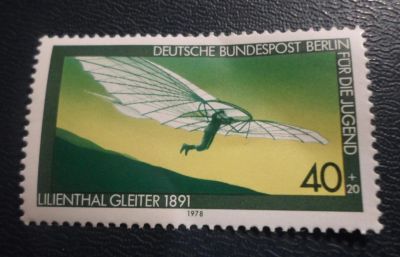 DEUTSCHE BUNDESPOST BERLIN
FÜR DIE JUGEND
40
+
20
LILIENTHAL GLEITER 1891
1978